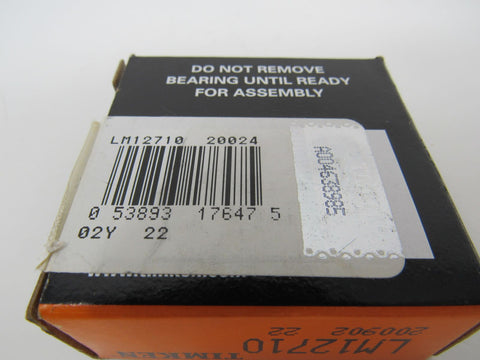 DO NOT REMOVE
BEARING UNTIL READY
FOR ASSEMBLY
LM12710 20024
0 53893 17647 5
02Y 22
A004638985
TIMKEN
LM12710
200902 22